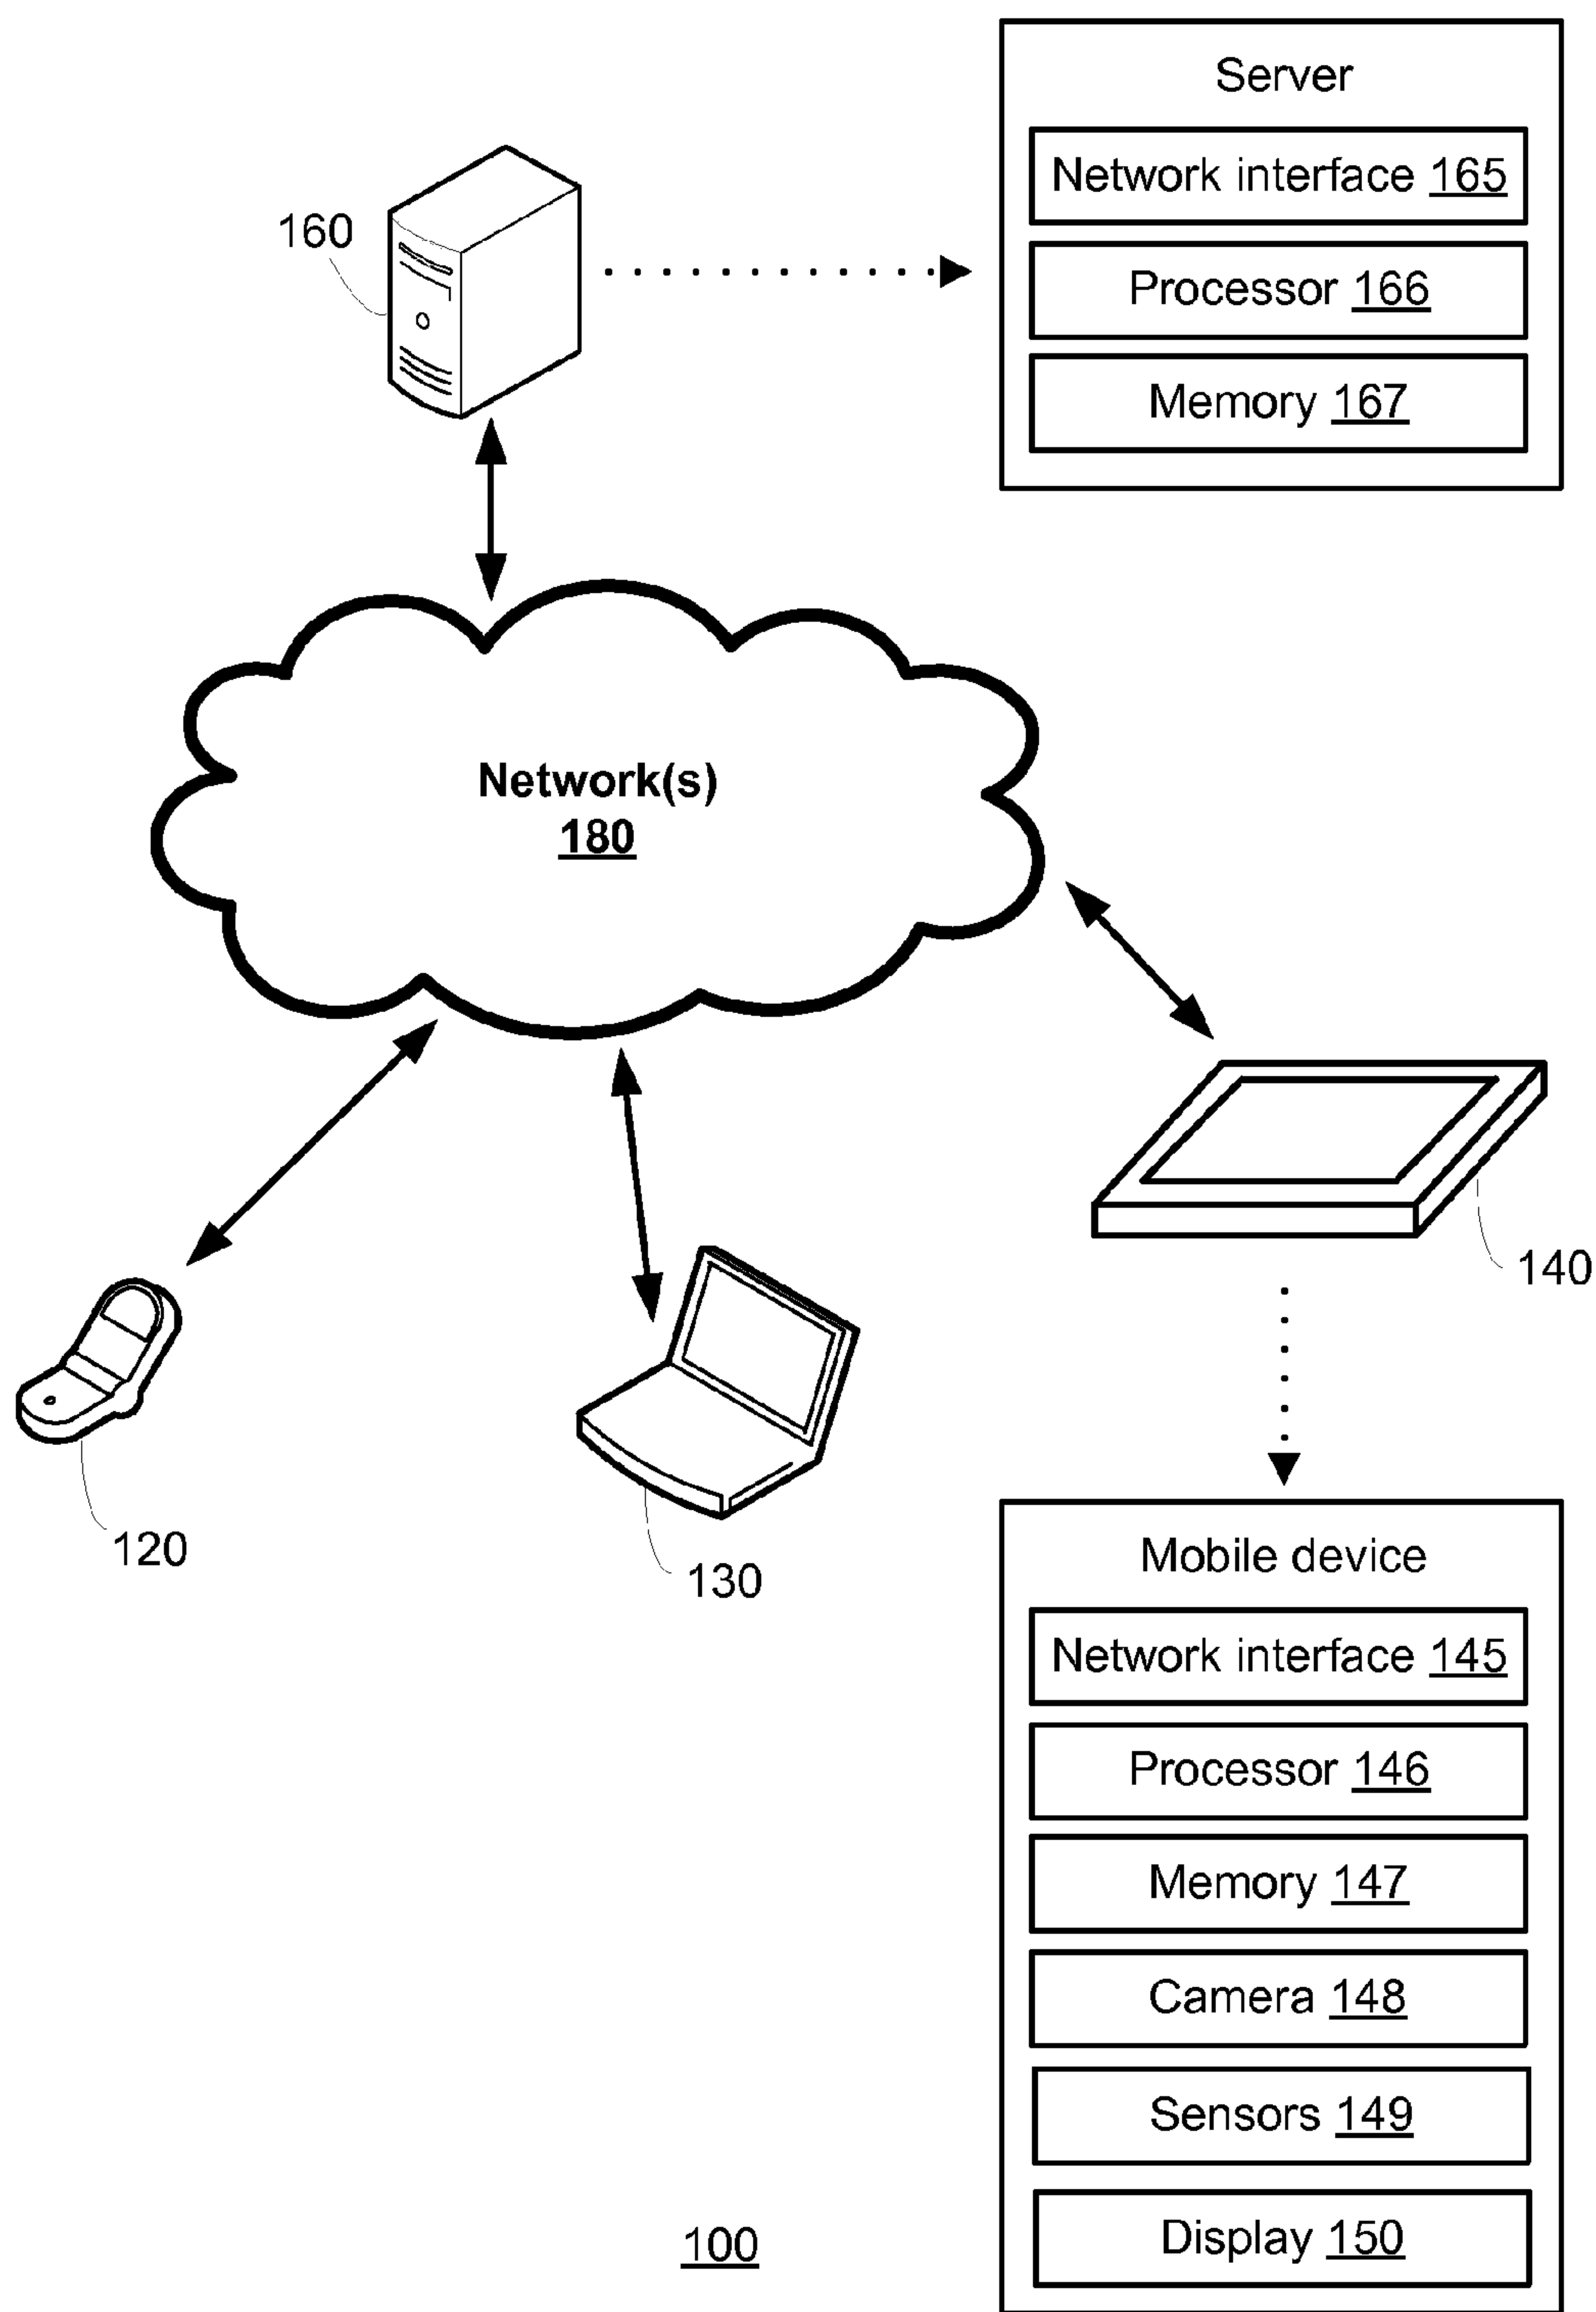 Server
Network interface 165
160
Processor 166
Memory 167
Network(s)
180
140
120
130
Mobile device
Network interface 145
Processor 146
Memory 147
Camera 148
Sensors 149
100
Display 150